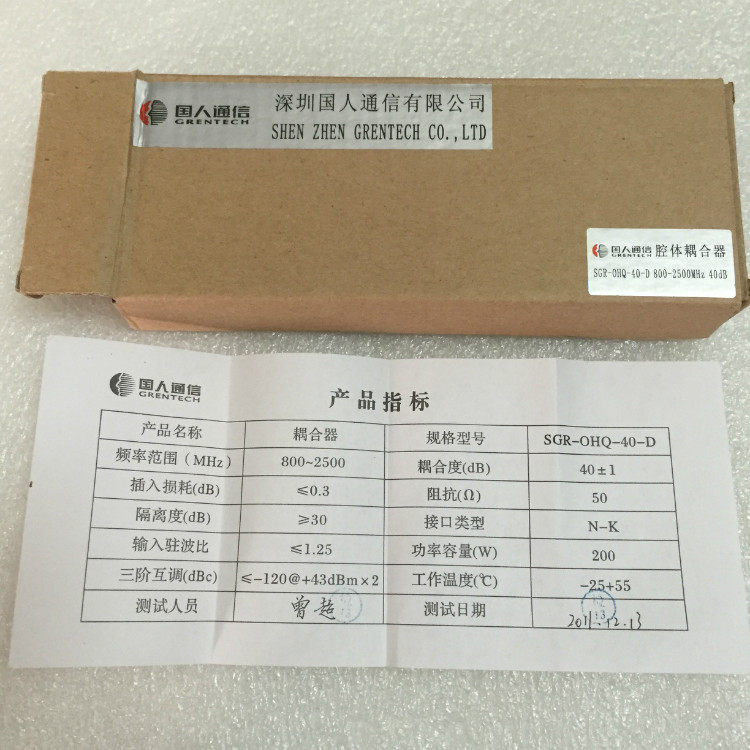 国人通信
GRENTECH
深圳国人通信有限公司
SHEN ZHEN GRENTECH CO.,LTD
国人通信
GRENTECH
腔体耦合器
SGR-OHQ-40-D 800-2500MHz 40dB
国人通信
GRENTECH
产品指标
产品名称 耦合器 规格型号 SGR-OHQ-40-D
频率范围(MHz) 800~2500 耦合度(dB) 40±1
插入损耗(dB) ≤0.3 阻抗(Ω) 50
隔离度(dB) ≥30 接口类型 N-K
输入驻波比 ≤1.25 功率容量(W) 200
三阶互调(dBc) ≤-120@+43dBm×2 工作温度(℃) -25+55
测试人员 曾超 测试日期 2011.12.13